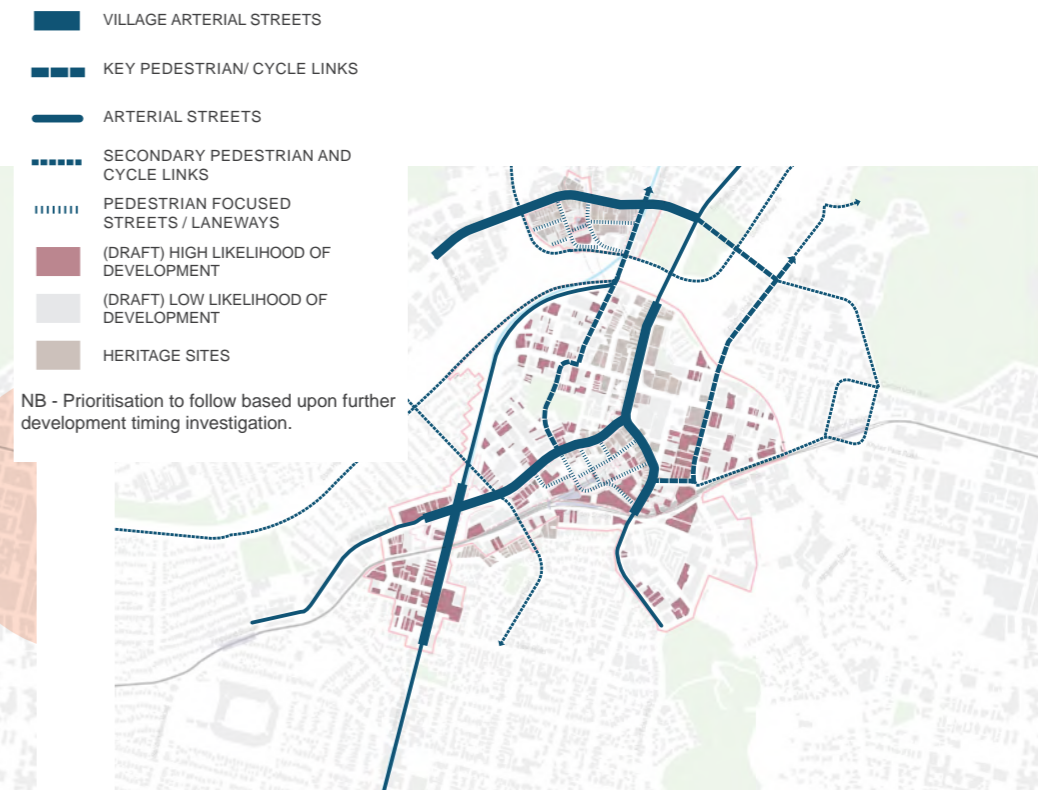 VILLAGE ARTERIAL STREETS
KEY PEDESTRIAN/ CYCLE LINKS
ARTERIAL STREETS
SECONDARY PEDESTRIAN AND
CYCLE LINKS
PEDESTRIAN FOCUSED
STREETS / LANEWAYS
(DRAFT) HIGH LIKELIHOOD OF
DEVELOPMENT
(DRAFT) LOW LIKELIHOOD OF
DEVELOPMENT
HERITAGE SITES
NB - Prioritisation to follow based upon further
development timing investigation.